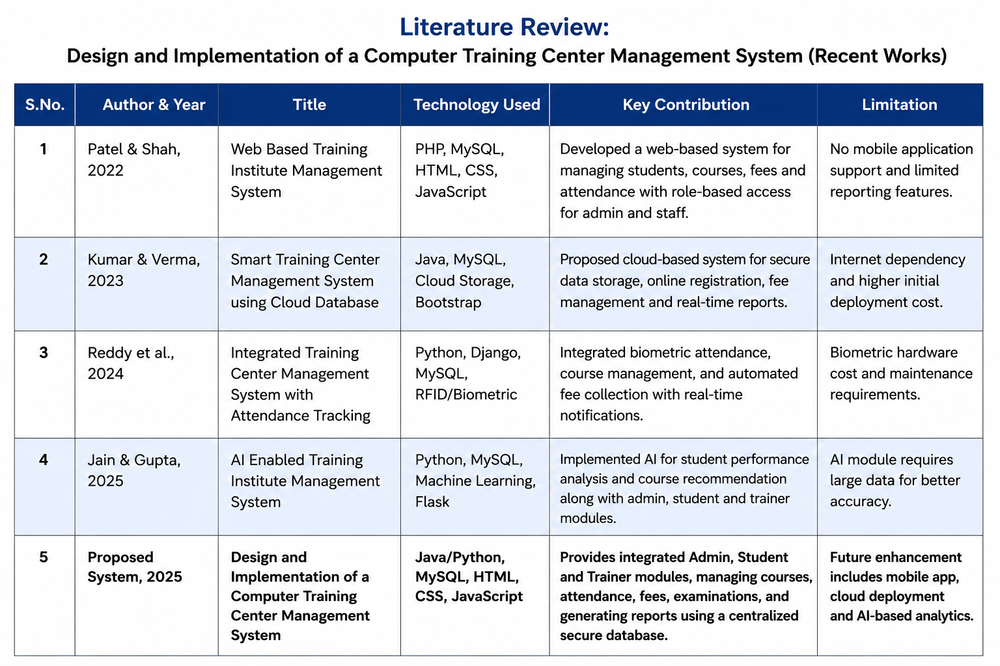 Literature Review:
Design and Implementation of a Computer Training Center Management System (Recent Works)
S.No.
Author & Year
Title
Technology Used
Key Contribution
Limitation
1
Patel & Shah,
2022
Web Based Training
Institute Management
System
PHP, MySQL,
HTML, CSS,
JavaScript
Developed a web-based system for
managing students, courses, fees and
attendance with role-based access
for admin and staff.
No mobile application
support and limited
reporting features.
2
Kumar & Verma,
2023
Smart Training Center
Management System
using Cloud Database
Java, MySQL,
Cloud Storage,
Bootstrap
Proposed cloud-based system for secure
data storage, online registration, fee
management and real-time reports.
Internet dependency
and higher initial
deployment cost.
3
Reddy et al.,
2024
Integrated Training
Center Management
System with
Attendance Tracking
Python, Django,
MySQL,
RFID/Biometric
Integrated biometric attendance,
course management, and automated
fee collection with real-time
notifications.
Biometric hardware
cost and maintenance
requirements.
4
Jain & Gupta,
2025
AI Enabled Training
Institute Management
System
Python, MySQL,
Machine Learning,
Flask
Implemented AI for student performance
analysis and course recommendation
along with admin, student and trainer
modules.
AI module requires
large data for better
accuracy.
5
Proposed
System, 2025
Design and
Implementation of a
Computer Training
Center Management
System
Java/Python,
MySQL, HTML,
CSS, JavaScript
Provides integrated Admin, Student
and Trainer modules, managing courses,
attendance, fees, examinations, and
generating reports using a centralized
secure database.
Future enhancement
includes mobile app,
cloud deployment
and AI-based analytics.